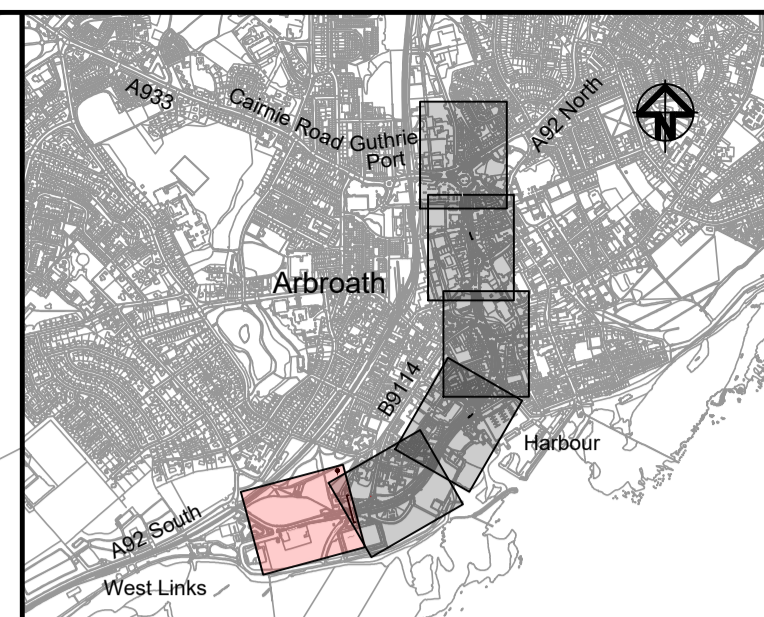 A933
Cairnie Road
Guthrie
Port
A92 North
N
Arbroath
B9114
Harbour
A92 South
West Links